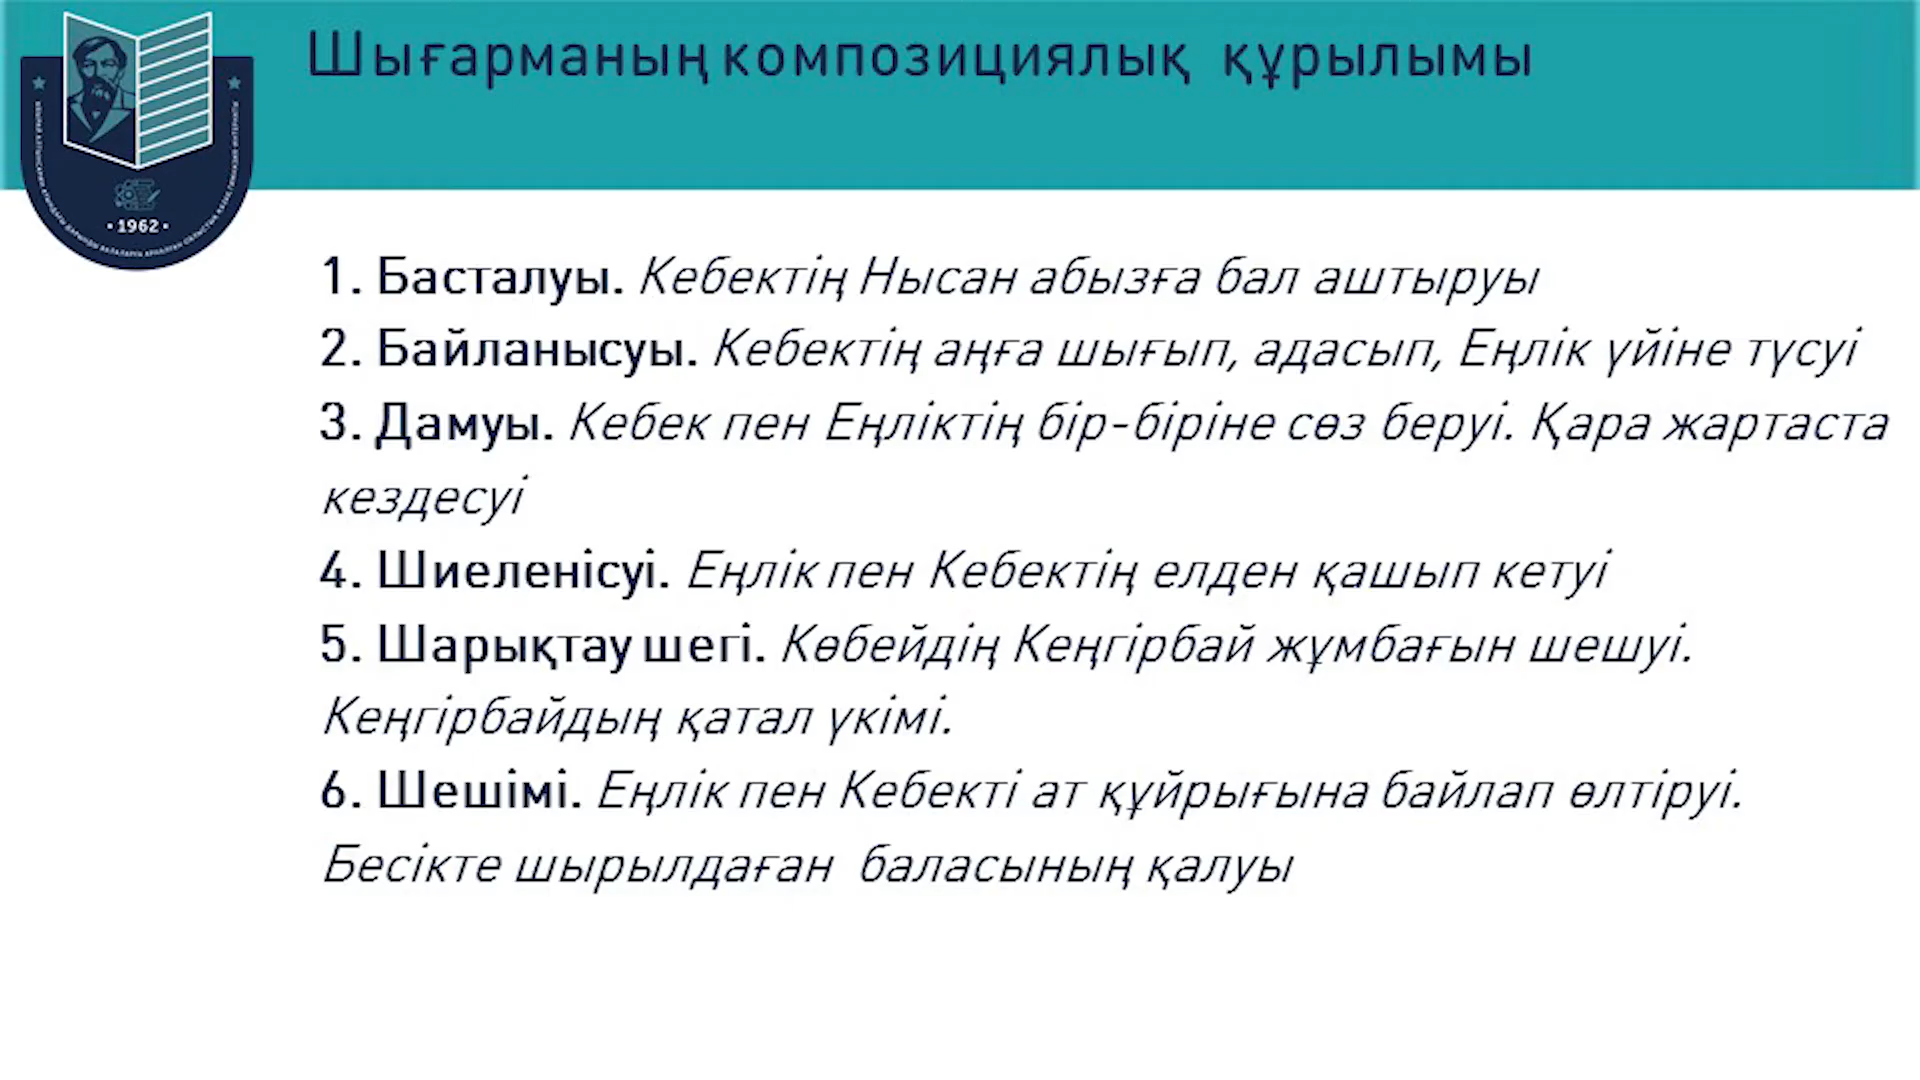 Шығарманың композициялық құрылымы
• 1962 •
1. Басталуы. Кебектің Нысан абызға бал аштыруы
2. Байланысуы. Кебектің аңға шығып, адасып, Еңлік үйіне түсуі
3. Дамуы. Кебек пен Еңліктің бір-біріне сөз беруі. Қара жартаста
кездесуі
4. Шиеленісуі. Еңлік пен Кебектің елден қашып кетуі
5. Шарықтау шегі. Көбейдің Кеңгірбай жұмбағын шешуі.
Кеңгірбайдың қатал үкімі.
6. Шешімі. Еңлік пен Кебекті ат құйрығына байлап өлтіруі.
Бесікте шырылдаған баласының қалуы